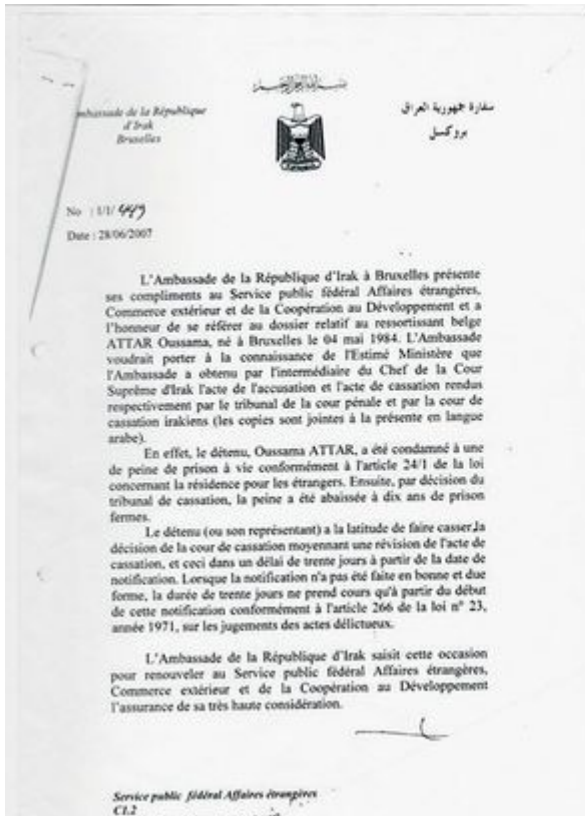 سفارة جمهورية العراق
بروكسل
Ambassade de la République
d'Irak
Bruxelles
No : 1/1/ 449
Date : 28/06/2007
L'Ambassade de la République d'Irak à Bruxelles présente
ses compliments au Service public fédéral Affaires étrangères,
Commerce extérieur et de la Coopération au Développement et a
l'honneur de se référer au dossier relatif au ressortissant belge
ATTAR Oussama, né à Bruxelles le 04 mai 1984. L'Ambassade
voudrait porter à la connaissance de l'Estimé Ministère que
l'Ambassade a obtenu par l'intermédiaire du Chef de la Cour
Suprême d'Irak l'acte de l'accusation et l'acte de cassation rendus
respectivement par le tribunal de la cour pénale et par la cour de
cassation irakiens (les copies sont jointes à la présente en langue
arabe).
En effet, le détenu, Oussama ATTAR, a été condamné à une
de peine de prison à vie conformément à l'article 24/1 de la loi
concernant la résidence pour les étrangers. Ensuite, par décision du
tribunal de cassation, la peine a été abaissée à dix ans de prison
fermes.
Le détenu (ou son représentant) a la latitude de faire casser la
décision de la cour de cassation moyennant une révision de l'acte de
cassation, et ceci dans un délai de trente jours à partir de la date de
notification. Lorsque la notification n'a pas été faite en bonne et due
forme, la durée de trente jours ne prend cours qu'à partir du début
de cette notification conformément à l'article 266 de la loi n° 23,
année 1971, sur les jugements des actes délictueux.
L'Ambassade de la République d'Irak saisit cette occasion
pour renouveler au Service public fédéral Affaires étrangères,
Commerce extérieur et de la Coopération au Développement
l'assurance de sa très haute considération.
Service public fédéral Affaires étrangères
C1.2